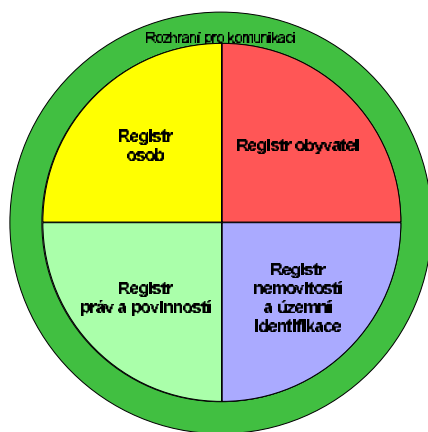 Rozhraní pro komunikaci
Registr
osob
Registr obyvatel
Registr
práv a povinností
Registr
nemovitostí
a územní
identifikace